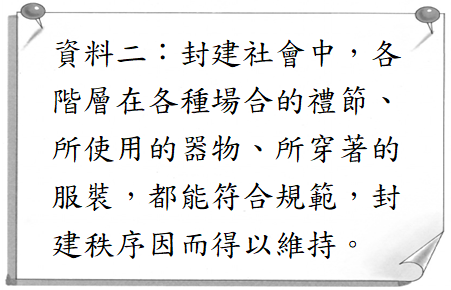 資料二：封建社會中，各
階層在各種場合的禮節、
所使用的器物、所穿著的
服裝，都能符合規範，封
建秩序因而得以維持。